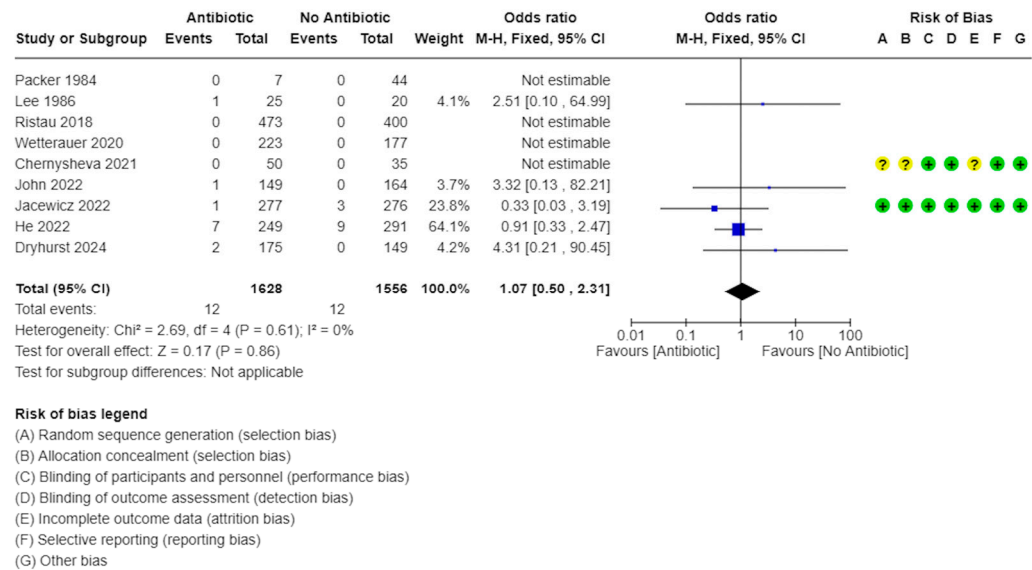 Antibiotic No Antibiotic Odds ratio Odds ratio Risk of Bias
Study or Subgroup Events Total Events Total Weight M-H, Fixed, 95% CI M-H, Fixed, 95% CI A B C D E F G
Packer 1984 0 7 0 44 Not estimable
Lee 1986 1 25 0 20 4.1% 2.51 [0.10 , 64.99]
Ristau 2018 0 473 0 400 Not estimable
Wetterauer 2020 0 223 0 177 Not estimable
Chernysheva 2021 0 50 0 35 Not estimable ? ? + + ? + +
John 2022 1 149 0 164 3.7% 3.32 [0.13 , 82.21]
Jacewicz 2022 1 277 3 276 23.8% 0.33 [0.03 , 3.19] + + + + + + +
He 2022 7 249 9 291 64.1% 0.91 [0.33 , 2.47]
Dryhurst 2024 2 175 0 149 4.2% 4.31 [0.21 , 90.45]
Total (95% CI) 1628 1556 100.0% 1.07 [0.50 , 2.31]
Total events: 12 12
Heterogeneity: Chi² = 2.69, df = 4 (P = 0.61); I² = 0%
0.01 0.1 1 10 100
Test for overall effect: Z = 0.17 (P = 0.86) Favours [Antibiotic] Favours [No Antibiotic]
Test for subgroup differences: Not applicable
Risk of bias legend
(A) Random sequence generation (selection bias)
(B) Allocation concealment (selection bias)
(C) Blinding of participants and personnel (performance bias)
(D) Blinding of outcome assessment (detection bias)
(E) Incomplete outcome data (attrition bias)
(F) Selective reporting (reporting bias)
(G) Other bias